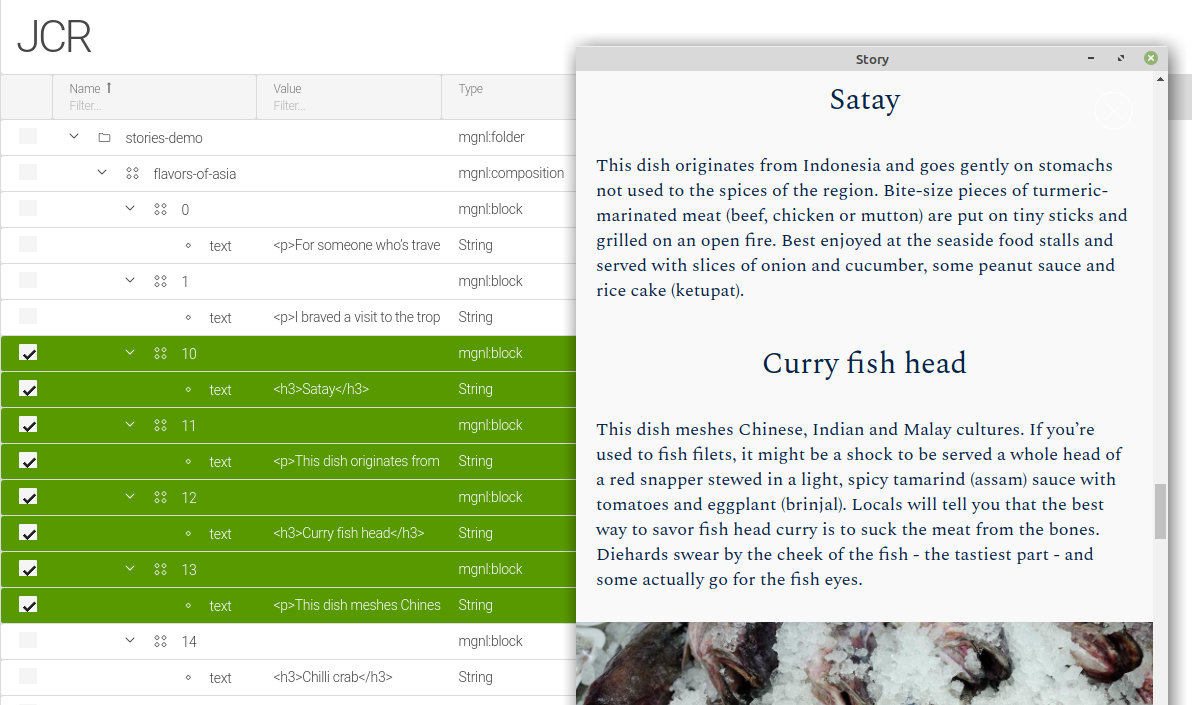 JCR
Name ↑ Value Type
Filter... Filter...
stories-demo mgnl:folder
flavors-of-asia mgnl:composition
0 mgnl:block
text <p>For someone who's trave String
1 mgnl:block
text <p>I braved a visit to the trop String
10 mgnl:block
text <h3>Satay</h3> String
11 mgnl:block
text <p>This dish originates from String
12 mgnl:block
text <h3>Curry fish head</h3> String
13 mgnl:block
text <p>This dish meshes Chines String
14 mgnl:block
text <h3>Chilli crab</h3> String
Story
Satay
This dish originates from Indonesia and goes gently on stomachs
not used to the spices of the region. Bite-size pieces of turmeric-
marinated meat (beef, chicken or mutton) are put on tiny sticks and
grilled on an open fire. Best enjoyed at the seaside food stalls and
served with slices of onion and cucumber, some peanut sauce and
rice cake (ketupat).
Curry fish head
This dish meshes Chinese, Indian and Malay cultures. If you're
used to fish filets, it might be a shock to be served a whole head of
a red snapper stewed in a light, spicy tamarind (assam) sauce with
tomatoes and eggplant (brinjal). Locals will tell you that the best
way to savor fish head curry is to suck the meat from the bones.
Diehards swear by the cheek of the fish - the tastiest part - and
some actually go for the fish eyes.